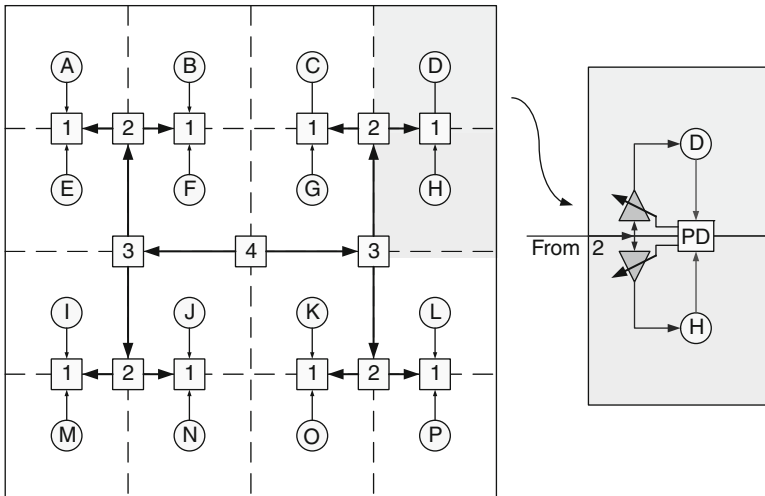 A B C D
1 2 1 1 2 1
E F G H
3 4 3
I J K L
1 2 1 1 2 1
M N O P
D
PD
From 2
H